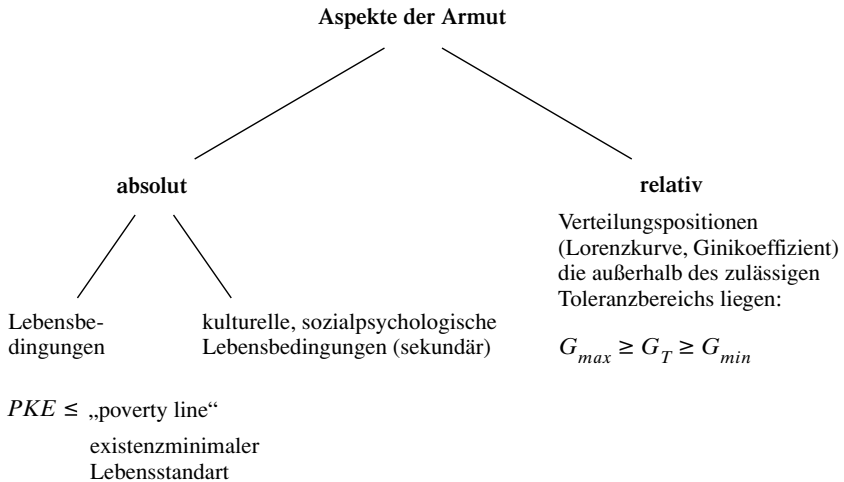 Aspekte der Armut
absolut
relativ
Lebensbe-
dingungen
kulturelle, sozialpsychologische
Lebensbedingungen (sekundär)
Verteilungspositionen
(Lorenzkurve, Ginikoeffizient)
die außerhalb des zulässigen
Toleranzbereichs liegen:
G_max ≥ G_T ≥ G_min
PKE ≤ „poverty line“
existenzminimaler
Lebensstandart